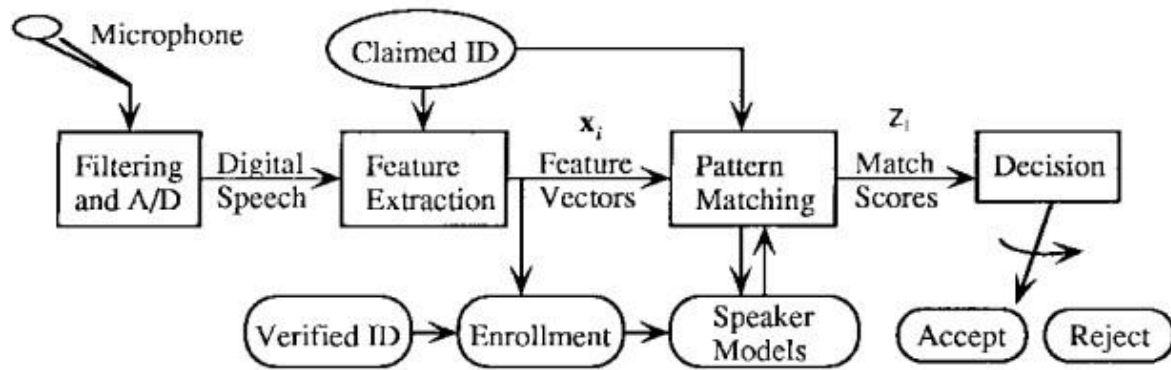 Microphone
Claimed ID
Filtering
and A/D
Digital
Speech
Feature
Extraction
x_i
Feature
Vectors
Pattern
Matching
z_i
Match
Scores
Decision
Verified ID
Enrollment
Speaker
Models
Accept
Reject